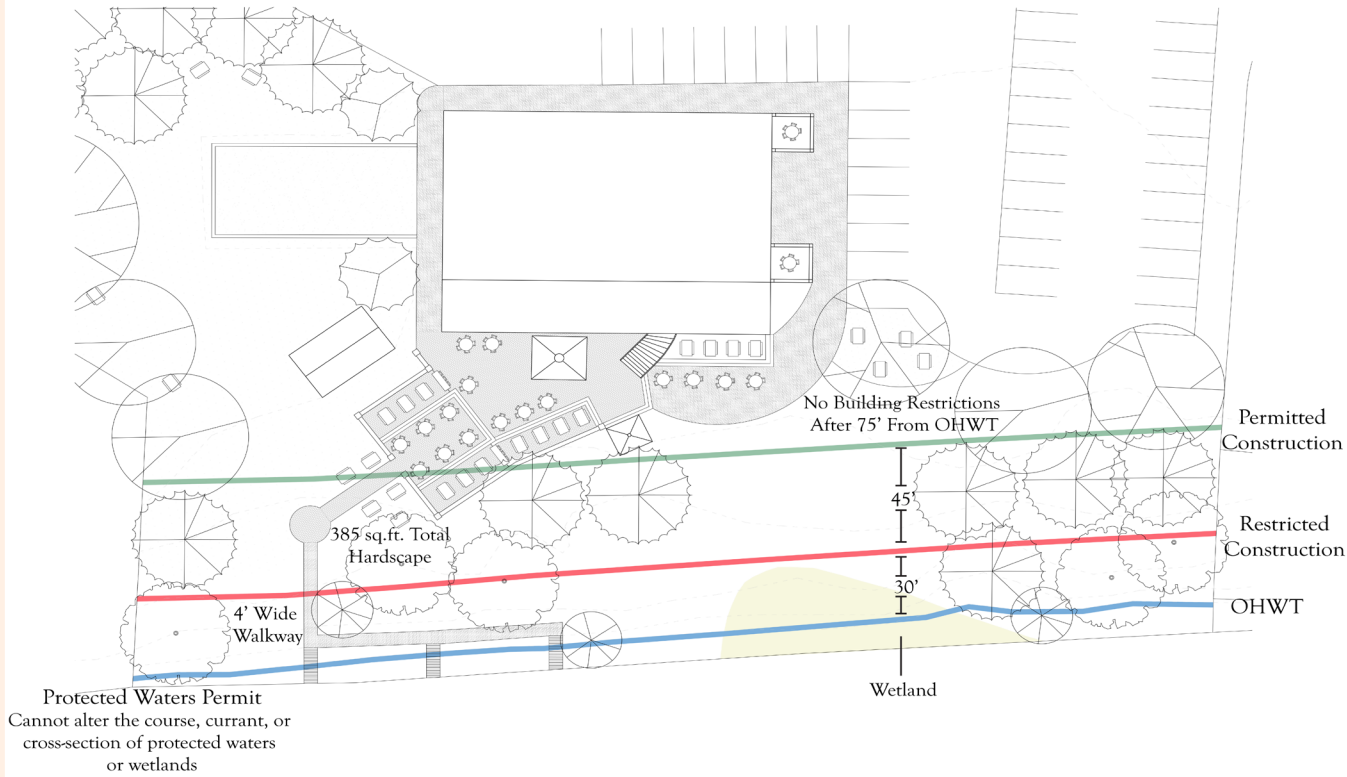 No Building Restrictions
After 75' From OHWT
Permitted
Construction
45'
385 sq.ft. Total
Hardscape
Restricted
Construction
30'
4' Wide
Walkway
OHWT
Wetland
Protected Waters Permit
Cannot alter the course, currant, or
cross-section of protected waters
or wetlands